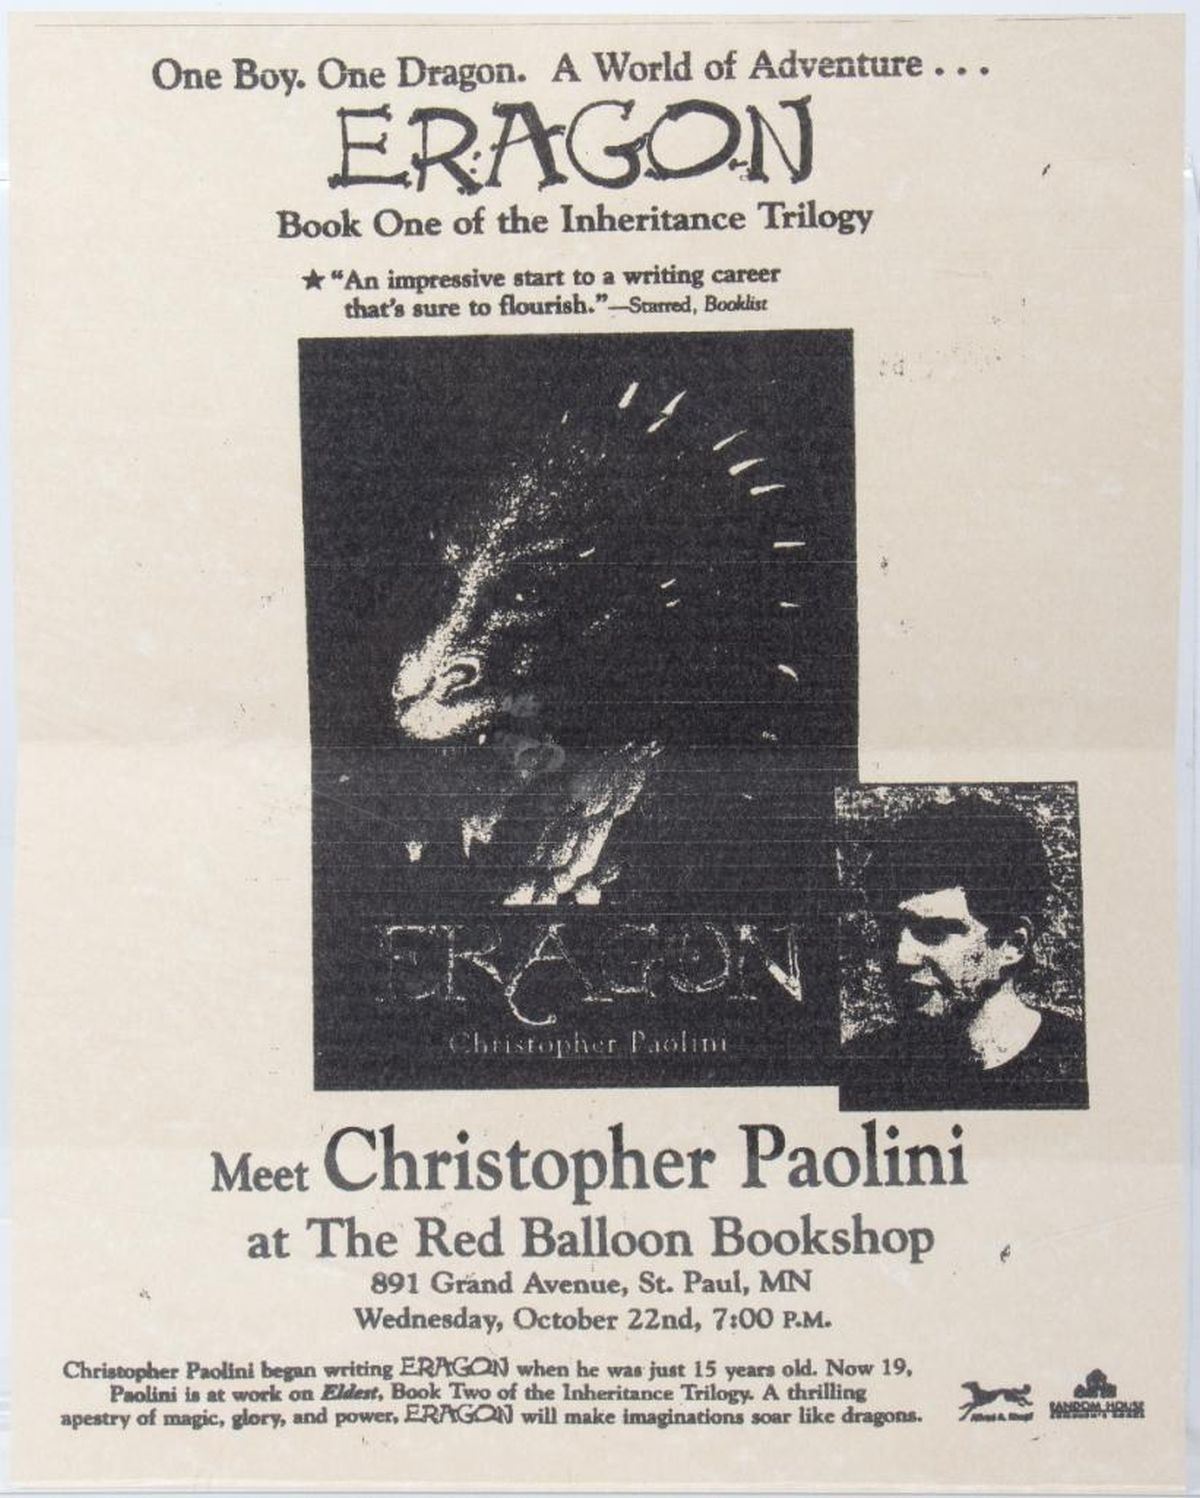 One Boy. One Dragon. A World of Adventure . . .
ERAGON
Book One of the Inheritance Trilogy
★ “An impressive start to a writing career
that's sure to flourish.”—Starred, Booklist
ERAGON
Christopher Paolini
Meet Christopher Paolini
at The Red Balloon Bookshop
891 Grand Avenue, St. Paul, MN
Wednesday, October 22nd, 7:00 P.M.
Christopher Paolini began writing ERAGON when he was just 15 years old. Now 19,
Paolini is at work on Eldest, Book Two of the Inheritance Trilogy. A thrilling
apestry of magic, glory, and power, ERAGON will make imaginations soar like dragons.
Alfred A. Knopf
RANDOM HOUSE